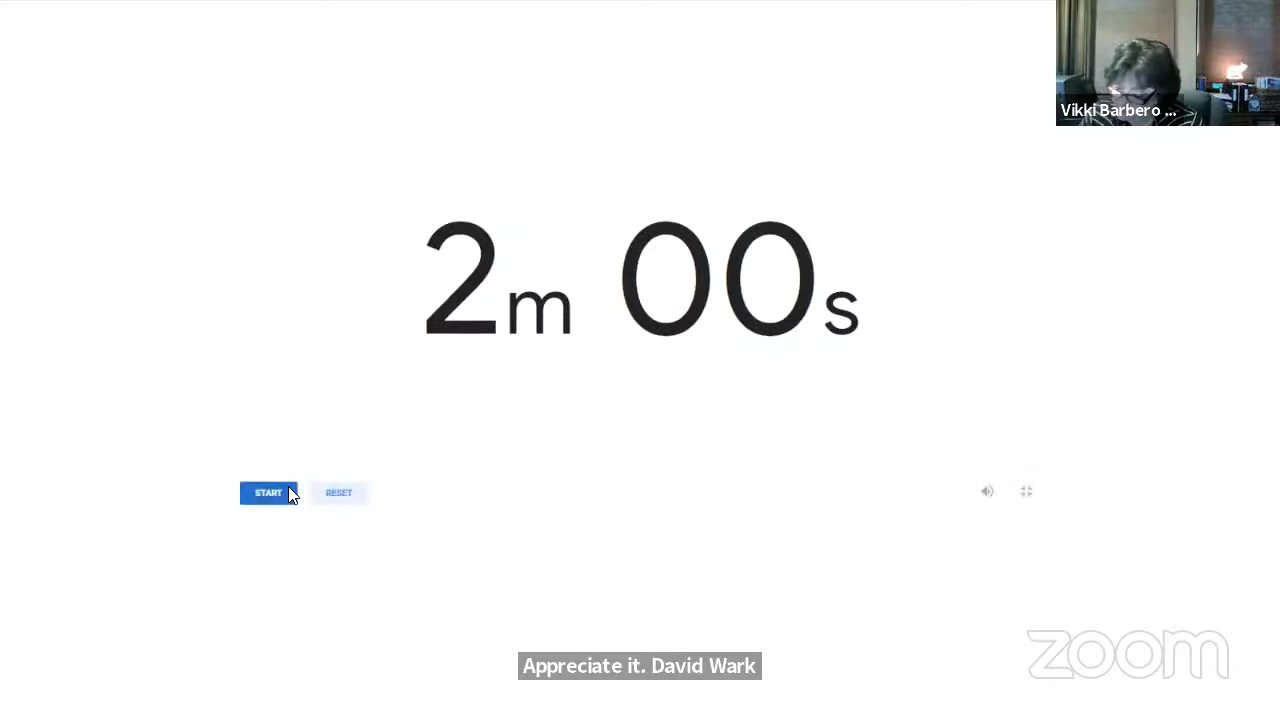 Vikki Barbero ...
2m 00s
START
RESET
Appreciate it. David Wark
zoom